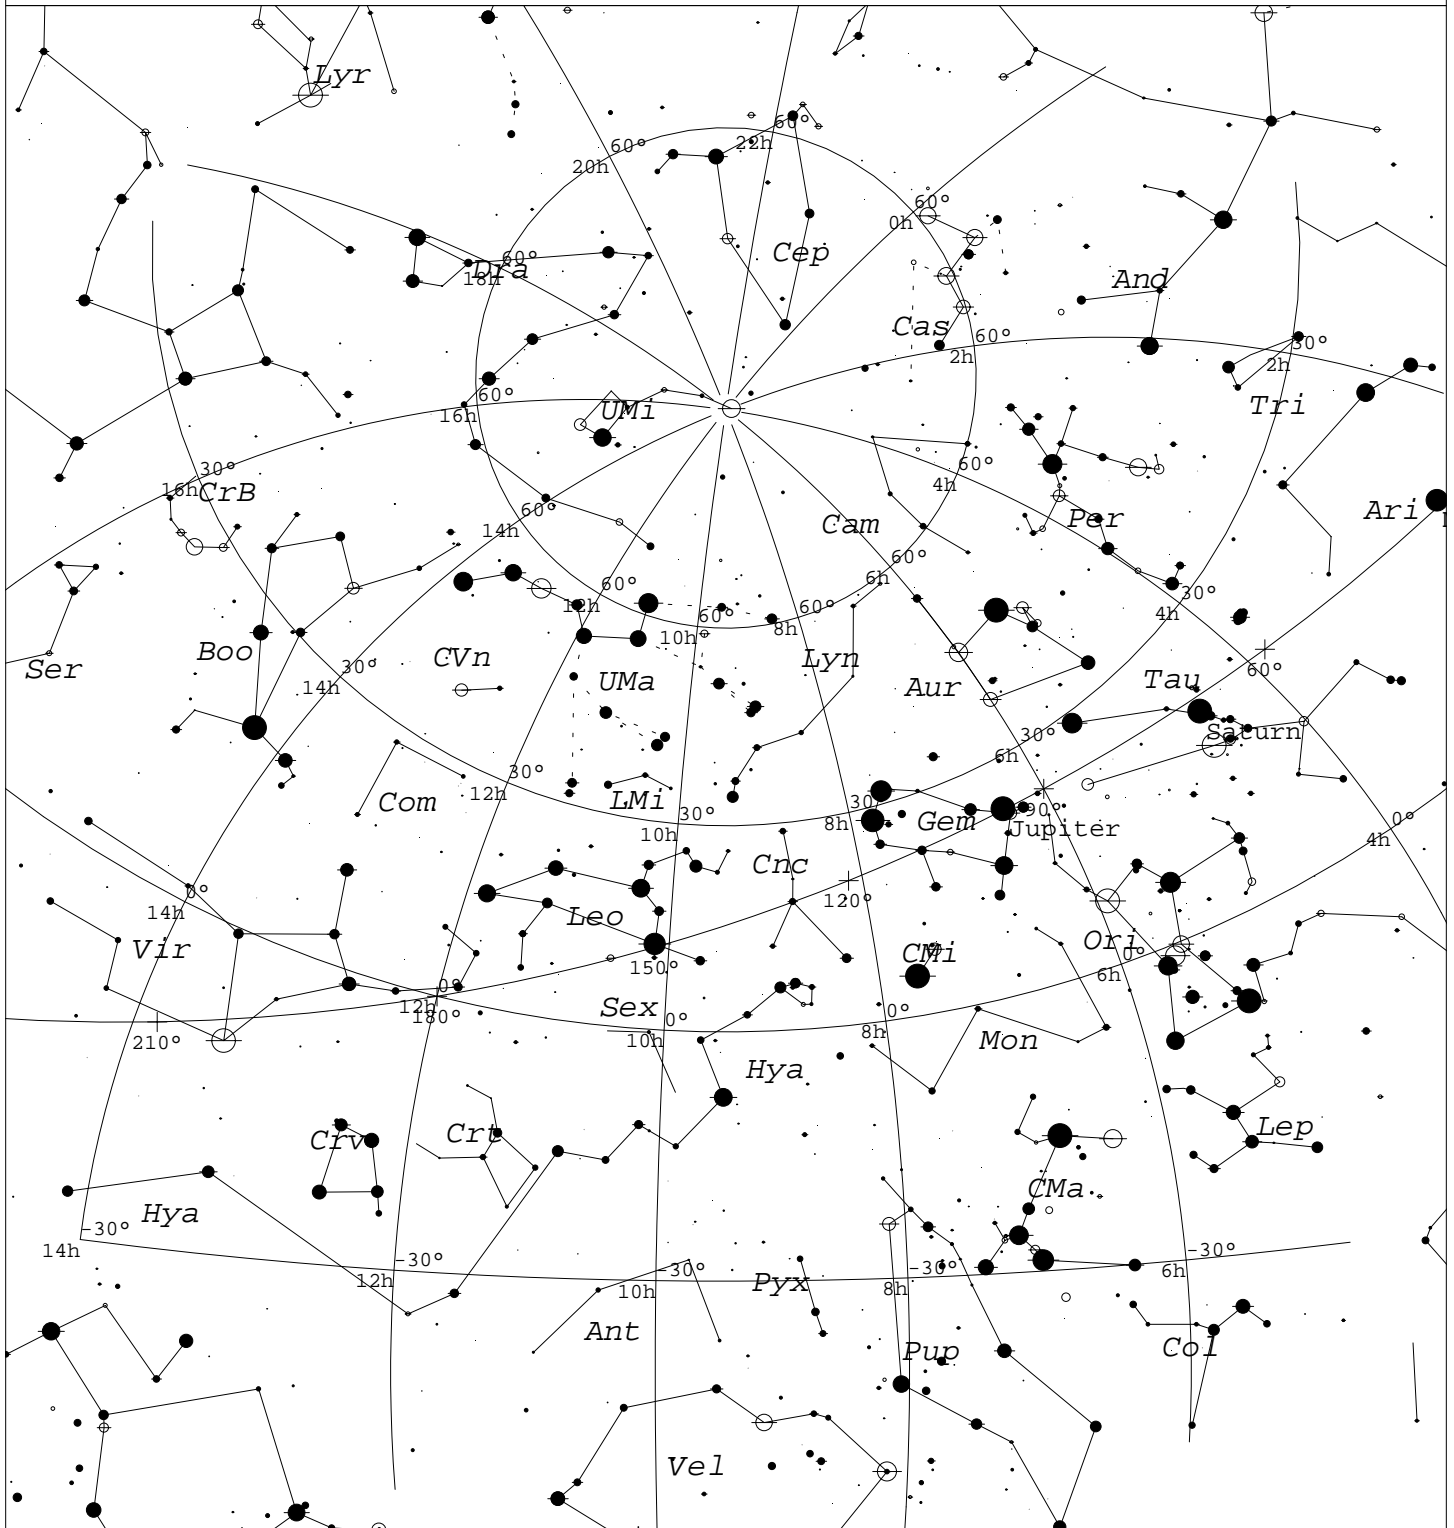 Lyr
60°
22h
60°
20h
60°
0h
Cep
60°
Dra
18h
And
Cas
60°
2h
30°
2h
60°
16h
UMi
Tri
30°
16h
CrB
60°
4h
60°
14h
Cam
Per
Ari
60°
6h
60°
12h
60°
8h
60°
10h
30°
4h
Ser
Boo
30°
14h
CVn
UMa
Lyn
Aur
Tau
60°
Saturn
30°
6h
30°
12h
Com
LMi
30°
10h
30°
8h
Gem
90°
Jupiter
0°
4h
Cnc
120°
0°
14h
Vir
Leo
150°
CMi
Ori
0°
6h
0°
12h
180°
Sex
0°
10h
0°
8h
210°
Mon
Hya
Crv
Crt
Lep
CMa
Hya
-30°
14h
-30°
12h
-30°
10h
Pyx
-30°
8h
-30°
6h
Ant
Pup
Col
Vel